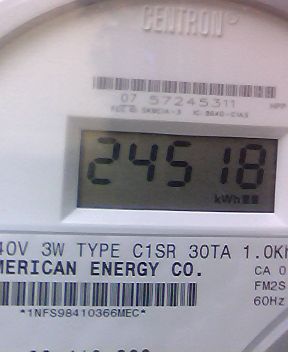 CENTRON
07 57245311
24518
kWh
40V 3W TYPE C1SR 30TA 1.0Kh
MERICAN ENERGY CO.
CA 0
FM2S
60Hz
*1NFS98410366MEC*